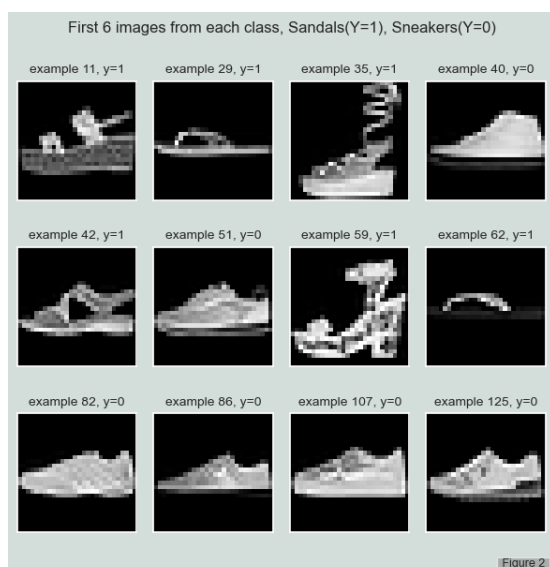 First 6 images from each class, Sandals(Y=1), Sneakers(Y=0)
example 11, y=1
example 29, y=1
example 35, y=1
example 40, y=0
example 42, y=1
example 51, y=0
example 59, y=1
example 62, y=1
example 82, y=0
example 86, y=0
example 107, y=0
example 125, y=0
Figure 2